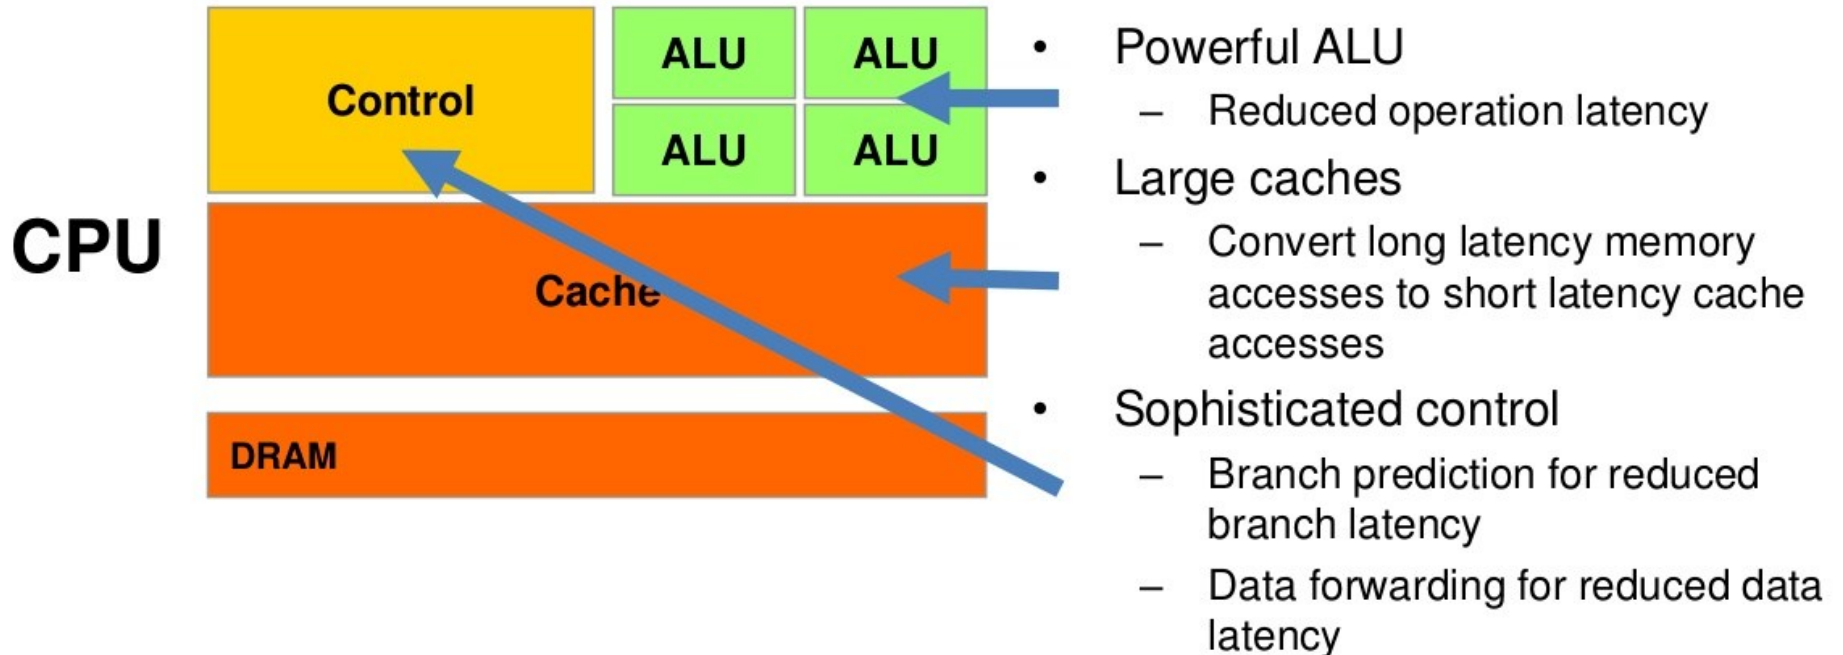 CPU
Control
ALU
ALU
ALU
ALU
Cache
DRAM
• Powerful ALU
– Reduced operation latency
• Large caches
– Convert long latency memory
accesses to short latency cache
accesses
• Sophisticated control
– Branch prediction for reduced
branch latency
– Data forwarding for reduced data
latency